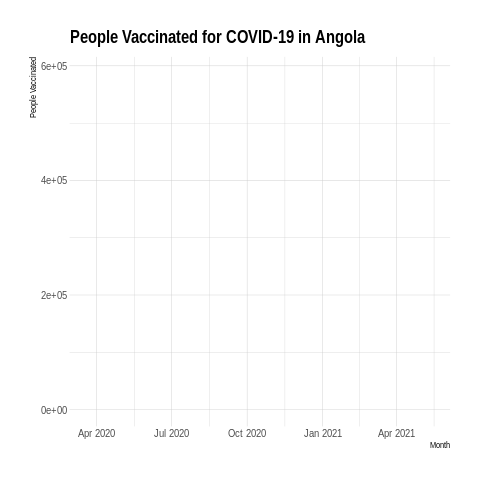 People Vaccinated for COVID-19 in Angola
People Vaccinated
6e+05
4e+05
2e+05
0e+00
Apr 2020 Jul 2020 Oct 2020 Jan 2021 Apr 2021
Month